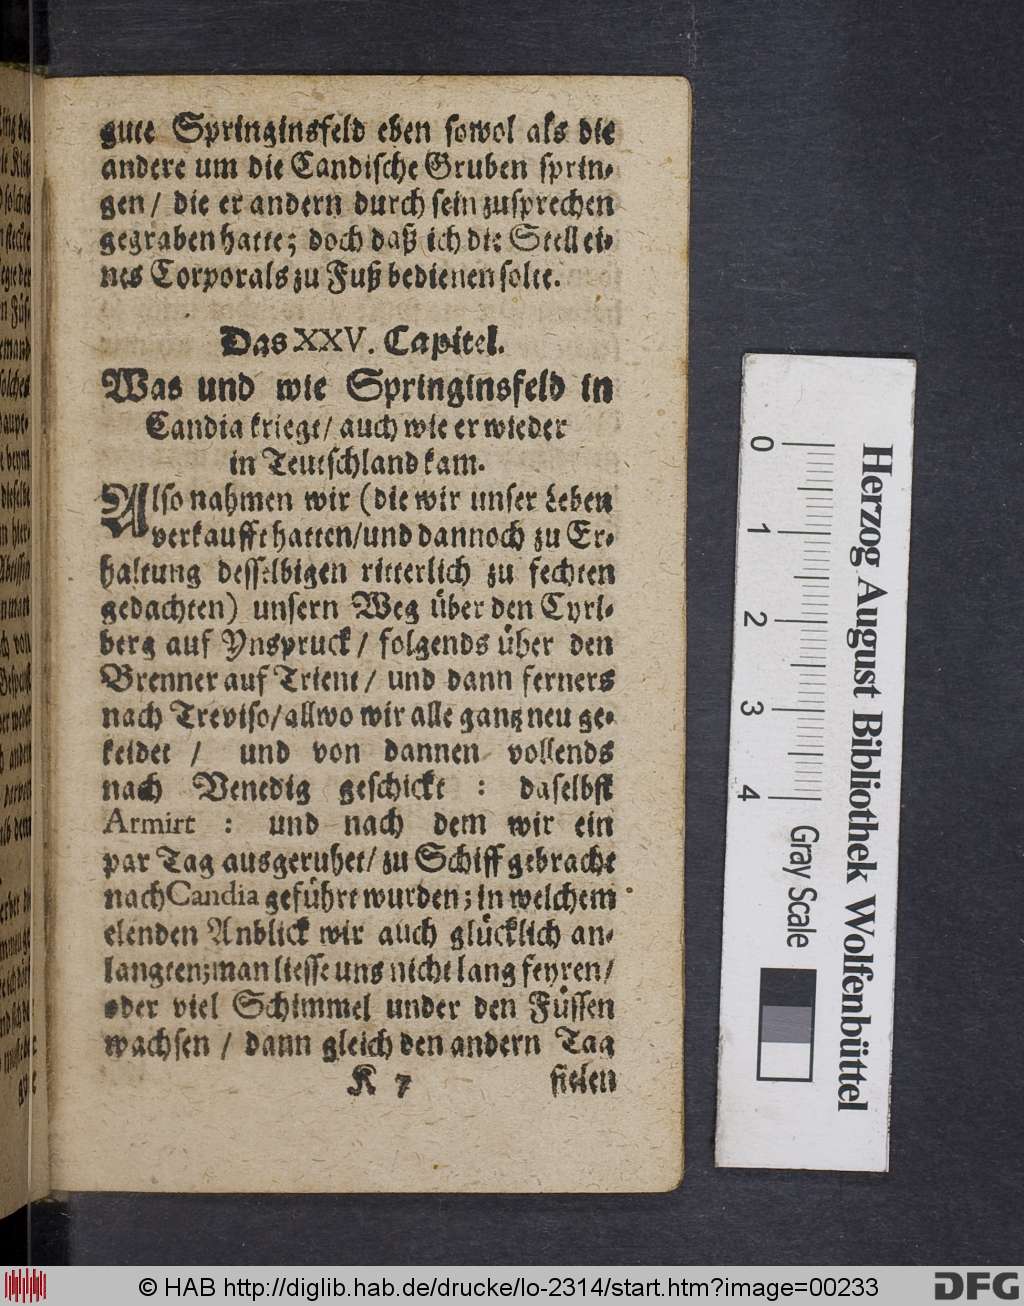 gute Springinsfeld eben sowol als die
andere um die Candische Gruben sprin-
gen / die er andern durch sein zusprechen
gegraben hatte; doch daß ich die Stell ei-
nes Corporals zu Fuß bedienen solte.
Das XXV. Capitel.
Was und wie Springinsfeld in
Candia kriegt / auch wie er wieder
in Teutschland kam.
Also nahmen wir (die wir unser Leben
verkaufft hatten/und dannoch zu Er-
haltung desselbigen ritterlich zu fechten
gedachten) unsern Weg über den Cyrl-
berg auf Ynspruck / folgends über den
Brenner auf Trient / und dann ferners
nach Treviso/allwo wir alle gantz neu ge-
keidet / und von dannen vollends
nach Venedig geschickt : daselbst
Armirt : und nach dem wir ein
par Tag ausgeruhet/ zu Schiff gebracht
nach Candia geführt wurden; in welchem
elenden Anblick wir auch glücklich an-
langten; man liesse uns nicht lang feyren /
oder viel Schimmel under den Füssen
wachsen / dann gleich den andern Tag
K 7 fielen
Herzog August Bibliothek Wolfenbüttel
0 1 2 3 4
Gray Scale
© HAB http://diglib.hab.de/drucke/lo-2314/start.htm?image=00233
DFG